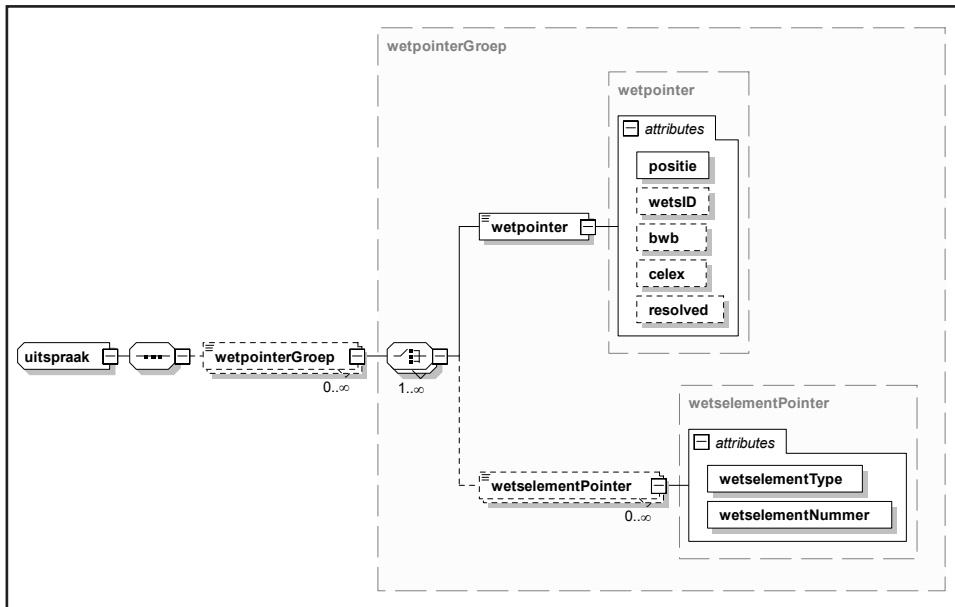 wetpointerGroep
wetpointer
attributes
positie
wetsID
bwb
celex
resolved
wetpointer
uitspraak
wetpointerGroep
0..∞
1..∞
wetselementPointer
attributes
wetselementType
wetselementNummer
wetselementPointer
0..∞